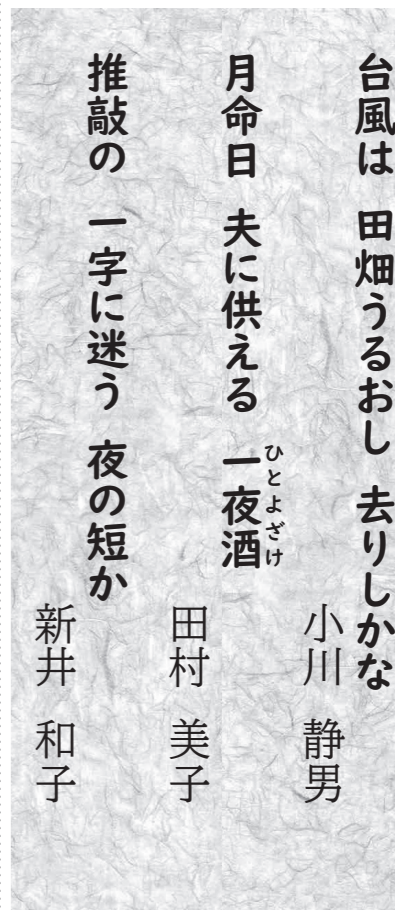 台風は 田畑うるおし 去りしかな
小川 静男
月命日 夫に供える 一夜酒
ひとよざけ
田村 美子
推敲の 一字に迷う 夜の短か
新井 和子